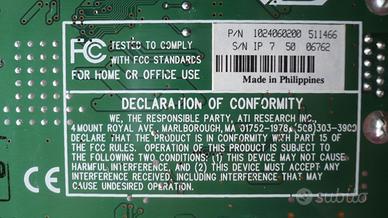 P/N 1024060200 511466
S/N IP 7 50 06762
Made in Philippines
FCC
TESTED TO COMPLY
WITH FCC STANDARDS
FOR HOME OR OFFICE USE
DECLARATION OF CONFORMITY
WE, THE RESPONSIBLE PARTY, ATI RESEARCH INC.,
4 MOUNT ROYAL AVE., MARLBOROUGH, MA 01752-1978, (508)303-3900
DECLARE THAT THE PRODUCT IS IN CONFORMITY WITH PART 15 OF
THE FCC RULES. OPERATION OF THIS PRODUCT IS SUBJECT TO
THE FOLLOWING TWO CONDITIONS: (1) THIS DEVICE MAY NOT CAUSE
HARMFUL INTERFERENCE, AND (2) THIS DEVICE MUST ACCEPT ANY
INTERFERENCE RECEIVED, INCLUDING INTERFERENCE THAT MAY
CAUSE UNDESIRED OPERATION.
CE
subito